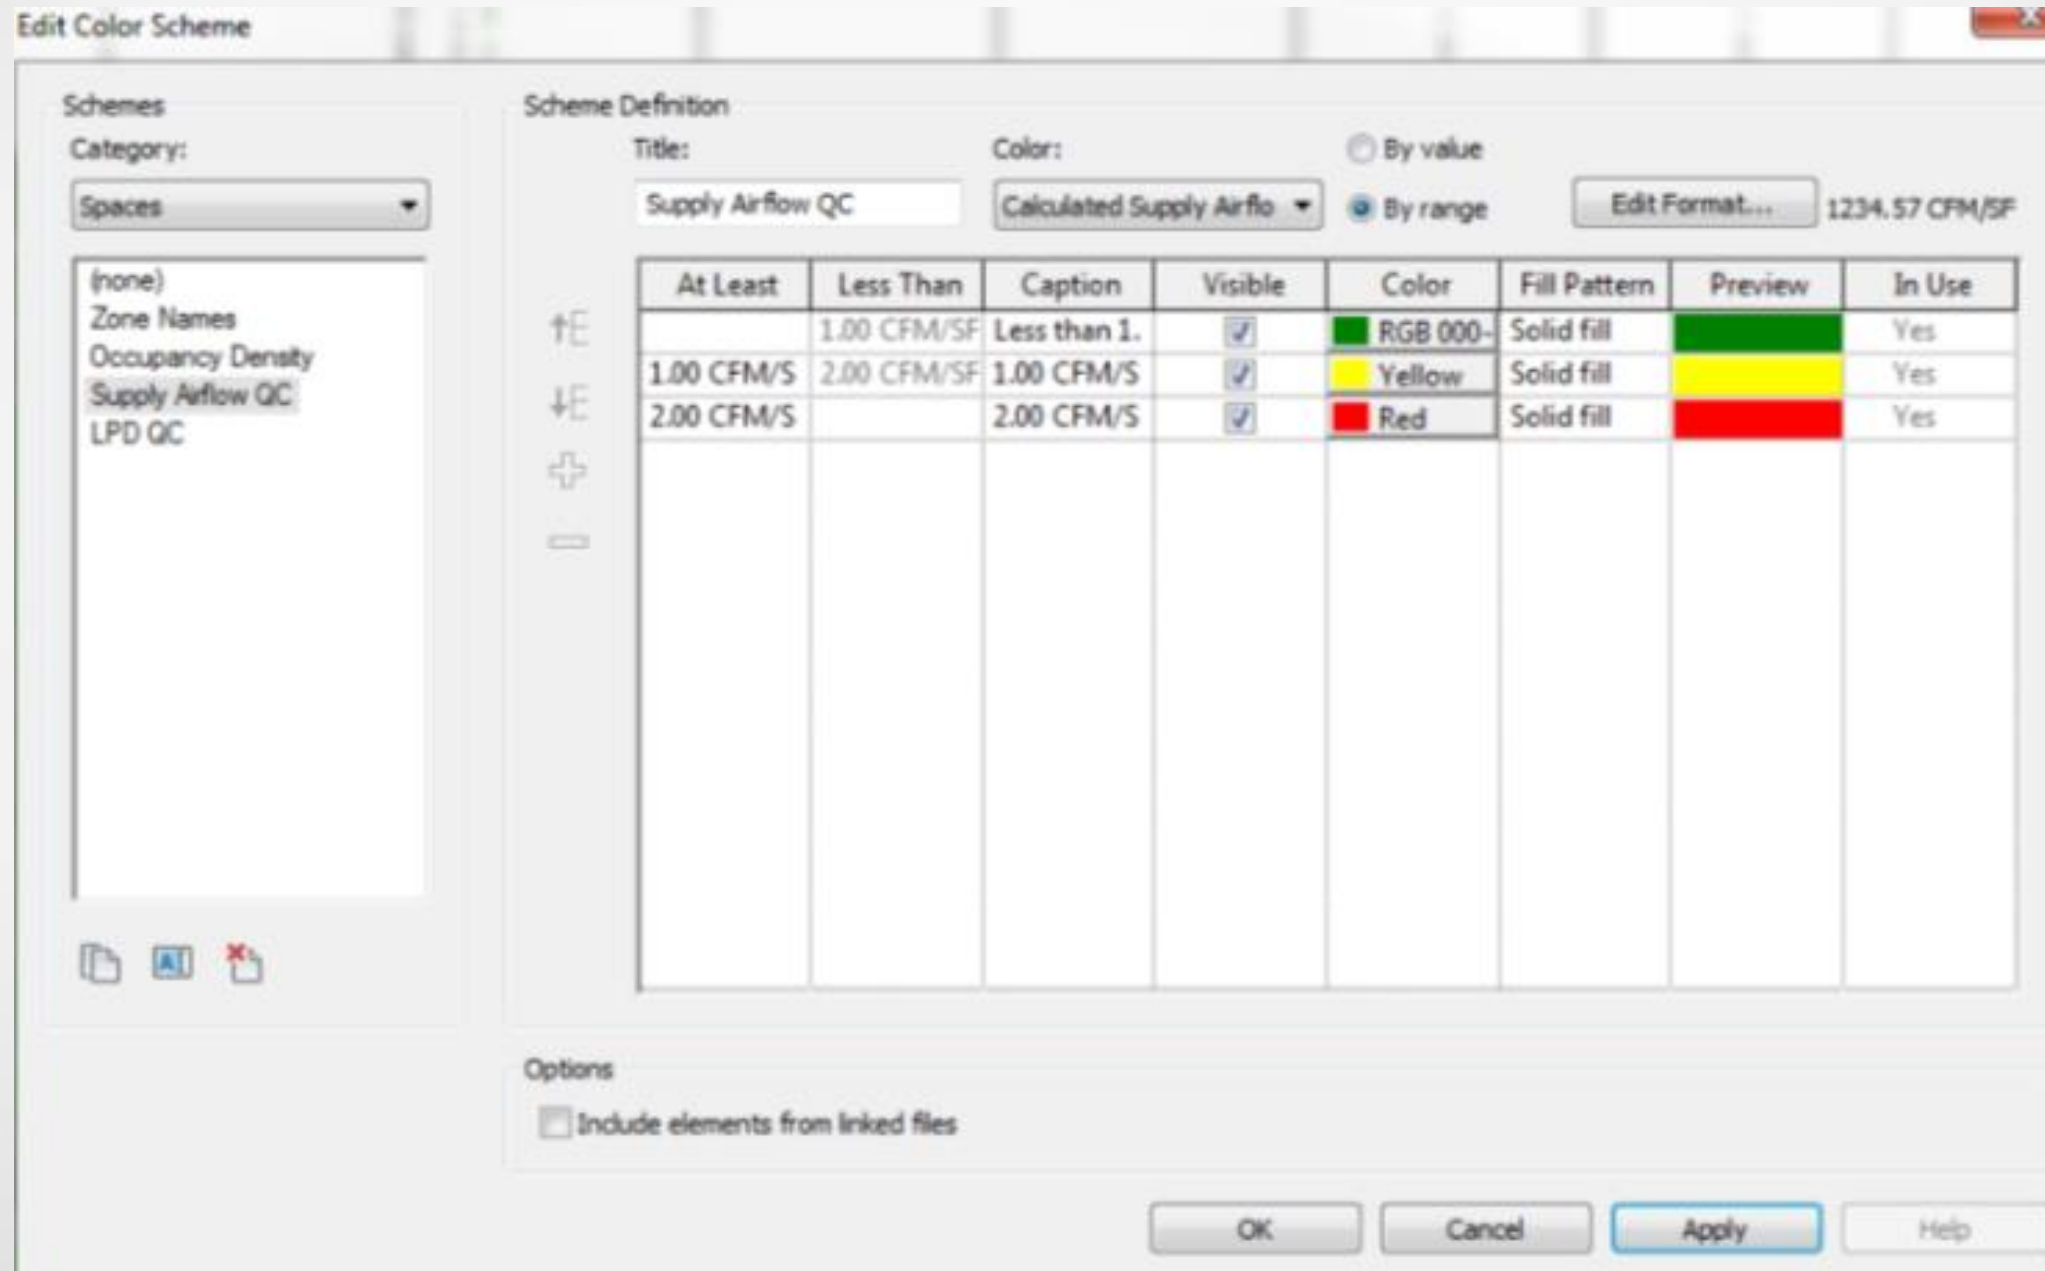 Edit Color Scheme
Schemes
Category:
Spaces
(none)
Zone Names
Occupancy Density
Supply Airflow QC
LPD QC
Scheme Definition
Title:
Supply Airflow QC
Color:
Calculated Supply Airflo
By value
By range
Edit Format...
1234.57 CFM/SF
At Least Less Than Caption Visible Color Fill Pattern Preview In Use
1.00 CFM/SF Less than 1. RGB 000- Solid fill Yes
1.00 CFM/S 2.00 CFM/SF 1.00 CFM/S Yellow Solid fill Yes
2.00 CFM/S 2.00 CFM/S Red Solid fill Yes
Options
Include elements from linked files
OK Cancel Apply Help